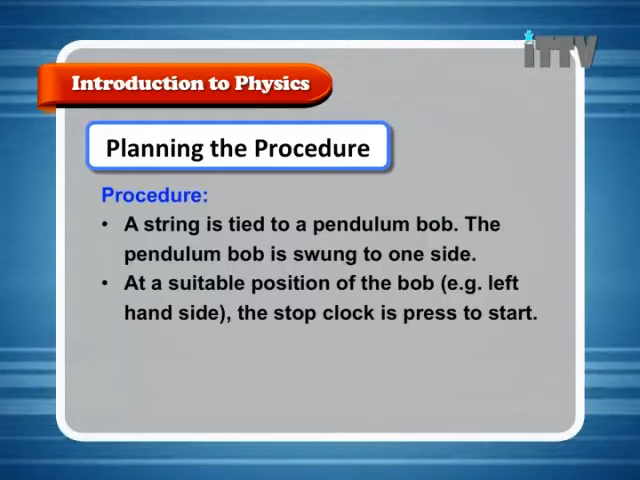 iTTV
Introduction to Physics
Planning the Procedure
Procedure:
• A string is tied to a pendulum bob. The
pendulum bob is swung to one side.
• At a suitable position of the bob (e.g. left
hand side), the stop clock is press to start.